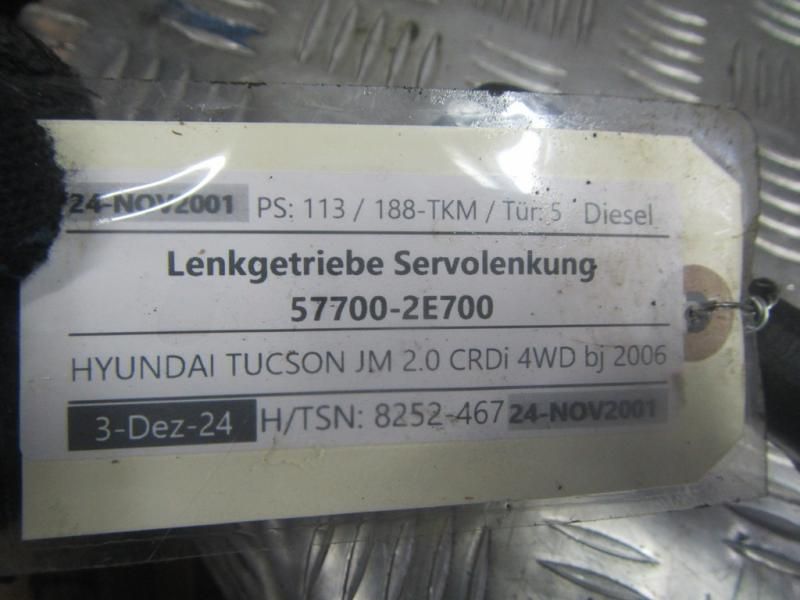 24-NOV2001 PS: 113 / 188-TKM / Tür: 5 Diesel
Lenkgetriebe Servolenkung
57700-2E700
HYUNDAI TUCSON JM 2.0 CRDi 4WD bj 2006
3-Dez-24 H/TSN: 8252-467 24-NOV2001